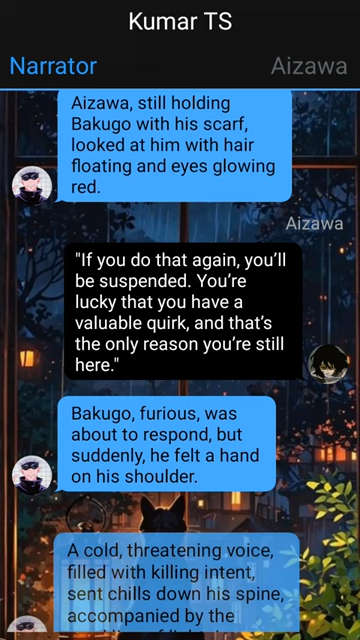 Kumar TS
Narrator
Aizawa
Aizawa, still holding
Bakugo with his scarf,
looked at him with hair
floating and eyes glowing
red.
Aizawa
"If you do that again, you'll
be suspended. You're
lucky that you have a
valuable quirk, and that's
the only reason you're still
here."
Bakugo, furious, was
about to respond, but
suddenly, he felt a hand
on his shoulder.
A cold, threatening voice,
filled with killing intent,
sent chills down his spine,
accompanied by the